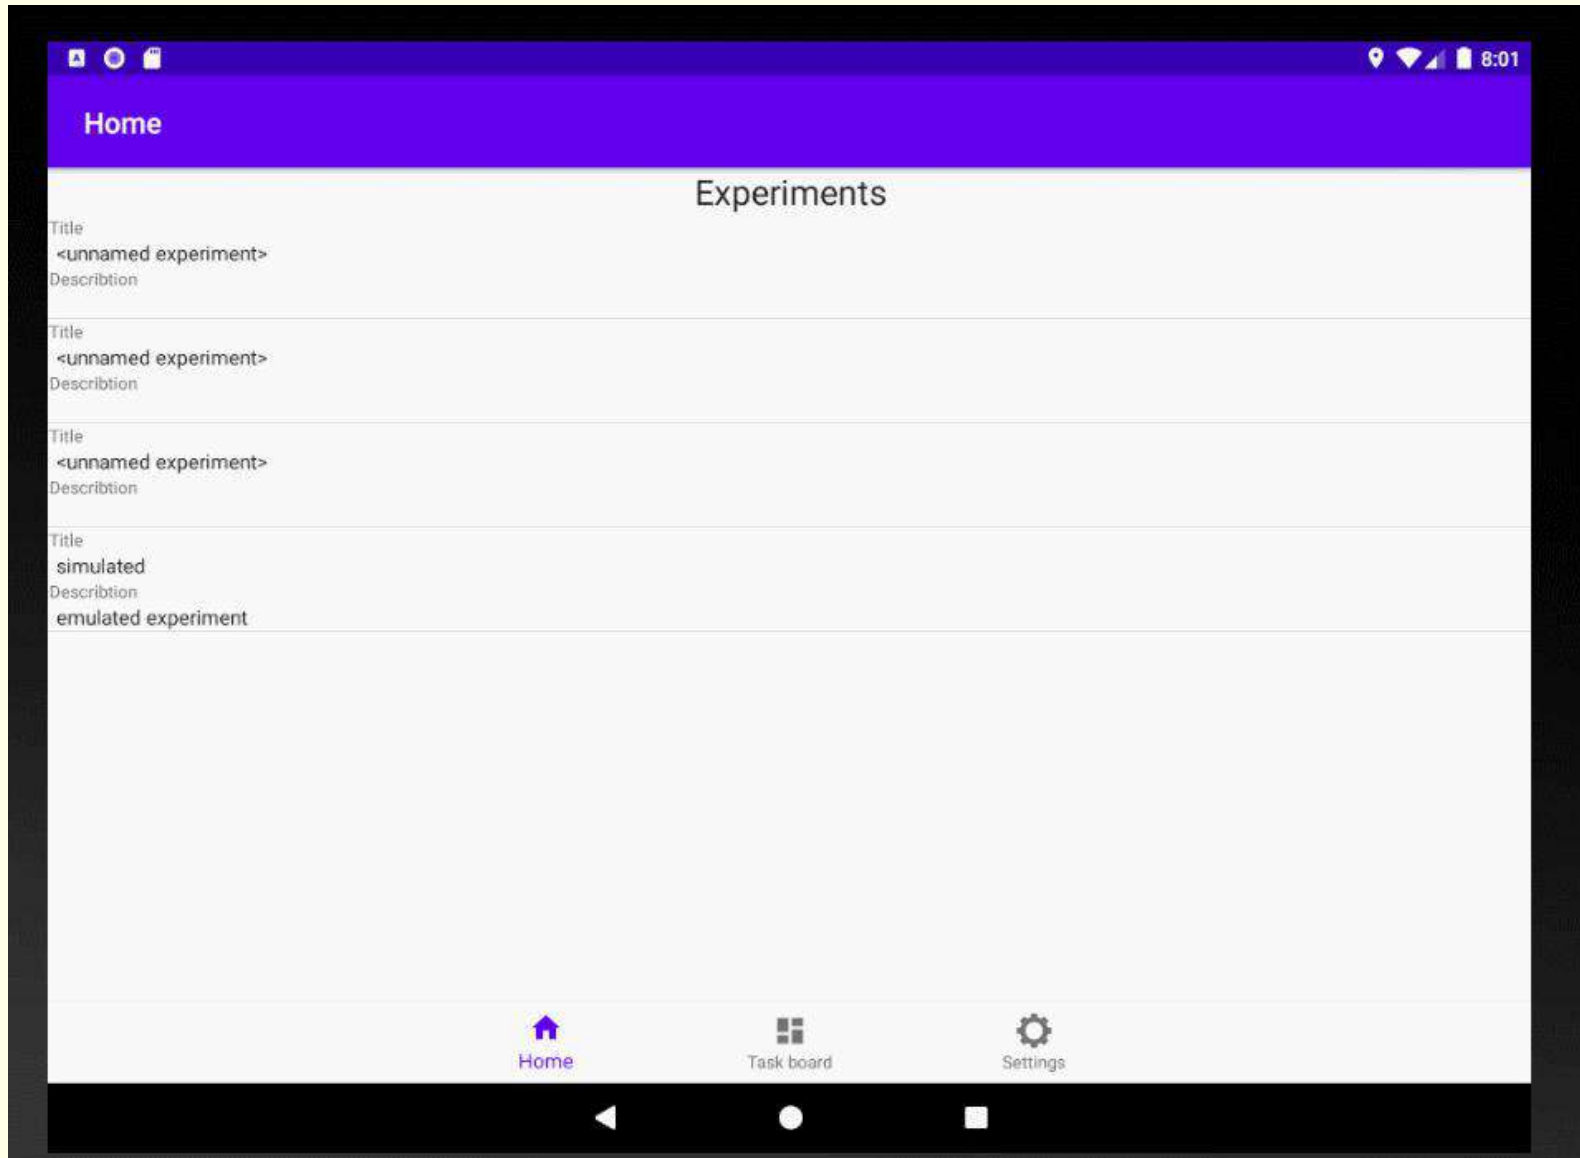 8:01
Home
Experiments
Title
<unnamed experiment>
Describtion
Title
<unnamed experiment>
Describtion
Title
<unnamed experiment>
Describtion
Title
simulated
Describtion
emulated experiment
Home
Task board
Settings